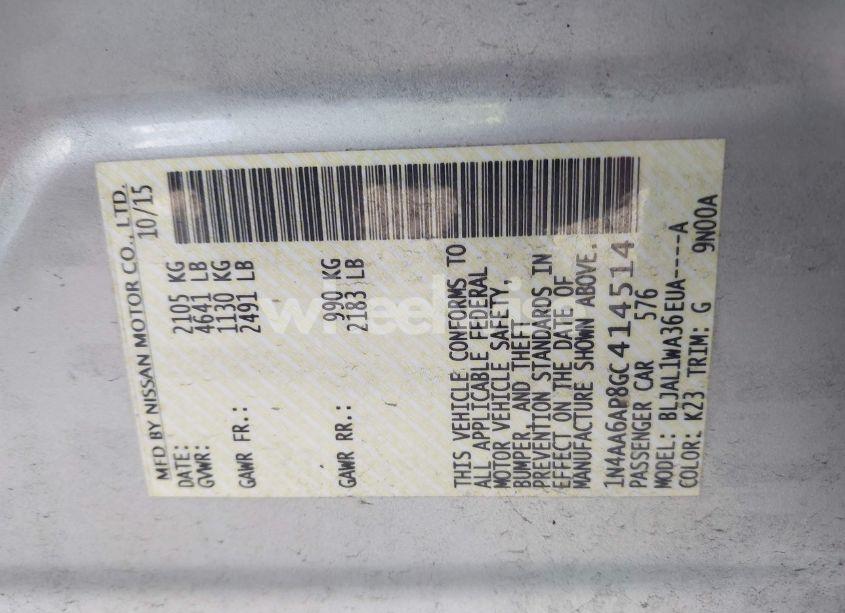 MFD BY NISSAN MOTOR CO., LTD.
DATE: 10/15
GVWR: 2105 KG
4641 LB
GAWR FR.: 1130 KG
2491 LB
GAWR RR.: 990 KG
2183 LB
THIS VEHICLE CONFORMS TO
ALL APPLICABLE FEDERAL
MOTOR VEHICLE SAFETY,
BUMPER, AND THEFT
PREVENTION STANDARDS IN
EFFECT ON THE DATE OF
MANUFACTURE SHOWN ABOVE.
1N4AA6AP8GC414514
PASSENGER CAR 576
MODEL: BLJAL1WA36EUA----A
COLOR: K23 TRIM: G 9N00A